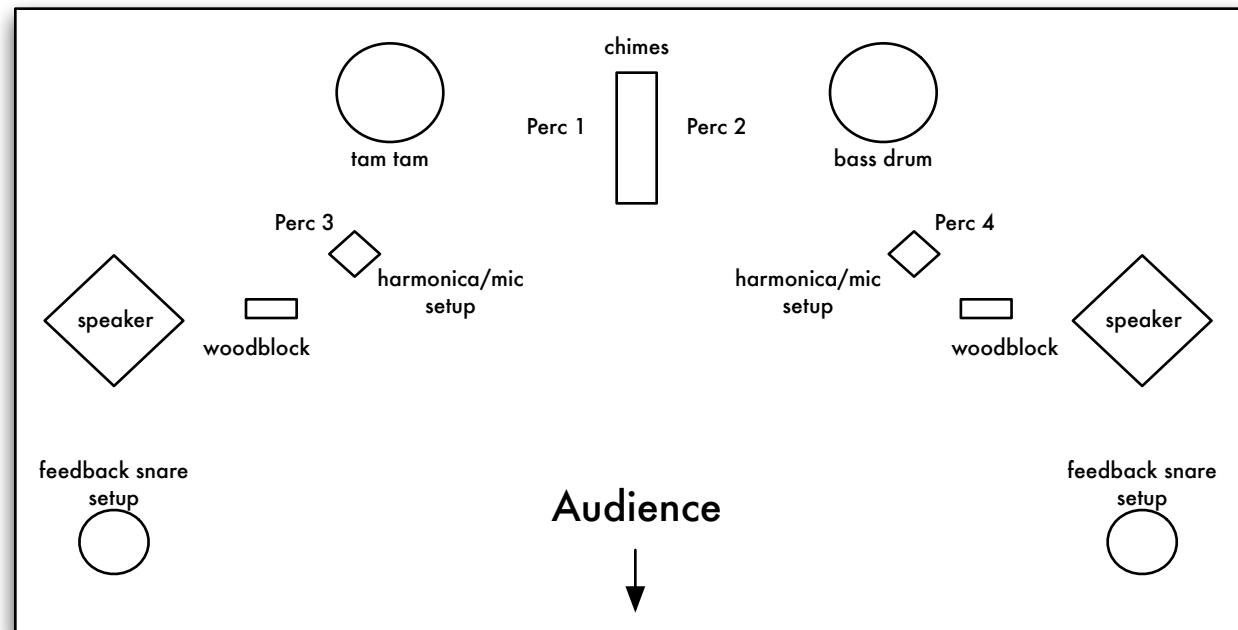 chimes
Perc 1
Perc 2
tam tam
bass drum
Perc 3
Perc 4
harmonica/mic
setup
harmonica/mic
setup
speaker
speaker
woodblock
woodblock
feedback snare
setup
feedback snare
setup
Audience